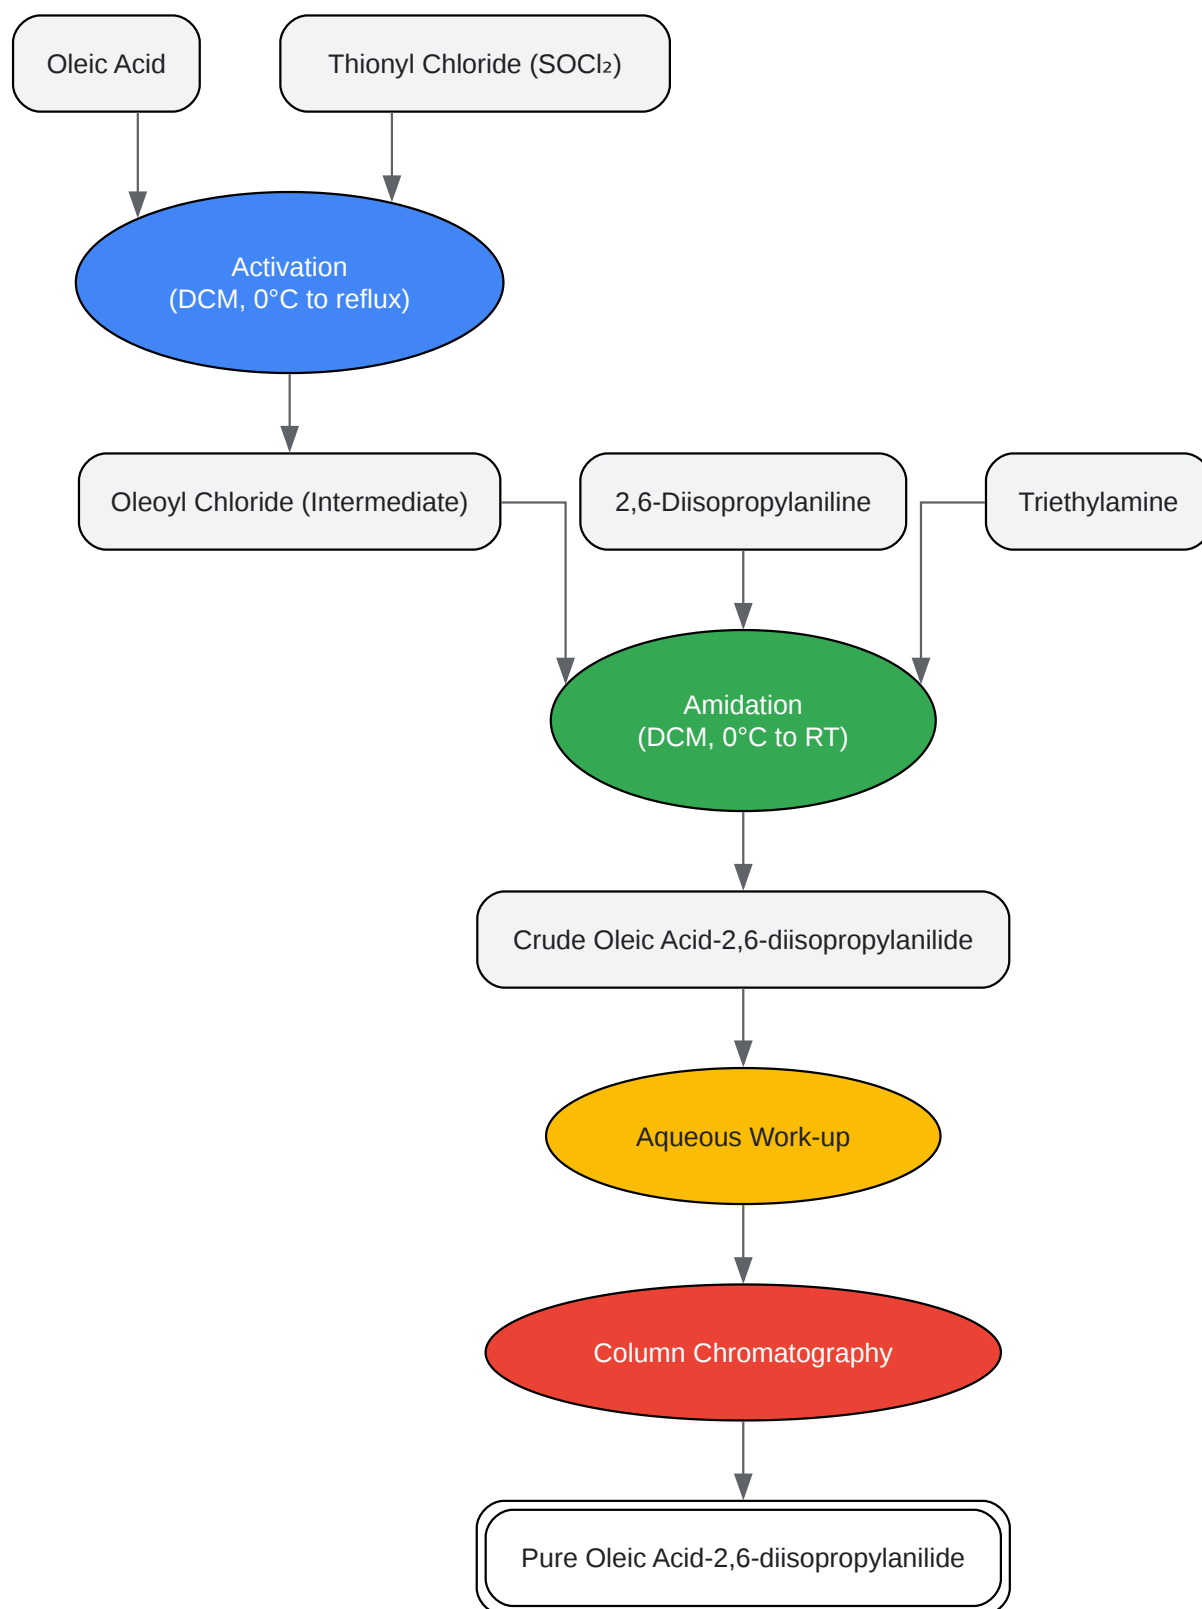 Oleic Acid
Thionyl Chloride (SOCl₂)
Activation
(DCM, 0°C to reflux)
Oleoyl Chloride (Intermediate)
2,6-Diisopropylaniline
Triethylamine
Amidation
(DCM, 0°C to RT)
Crude Oleic Acid-2,6-diisopropylanilide
Aqueous Work-up
Column Chromatography
Pure Oleic Acid-2,6-diisopropylanilide